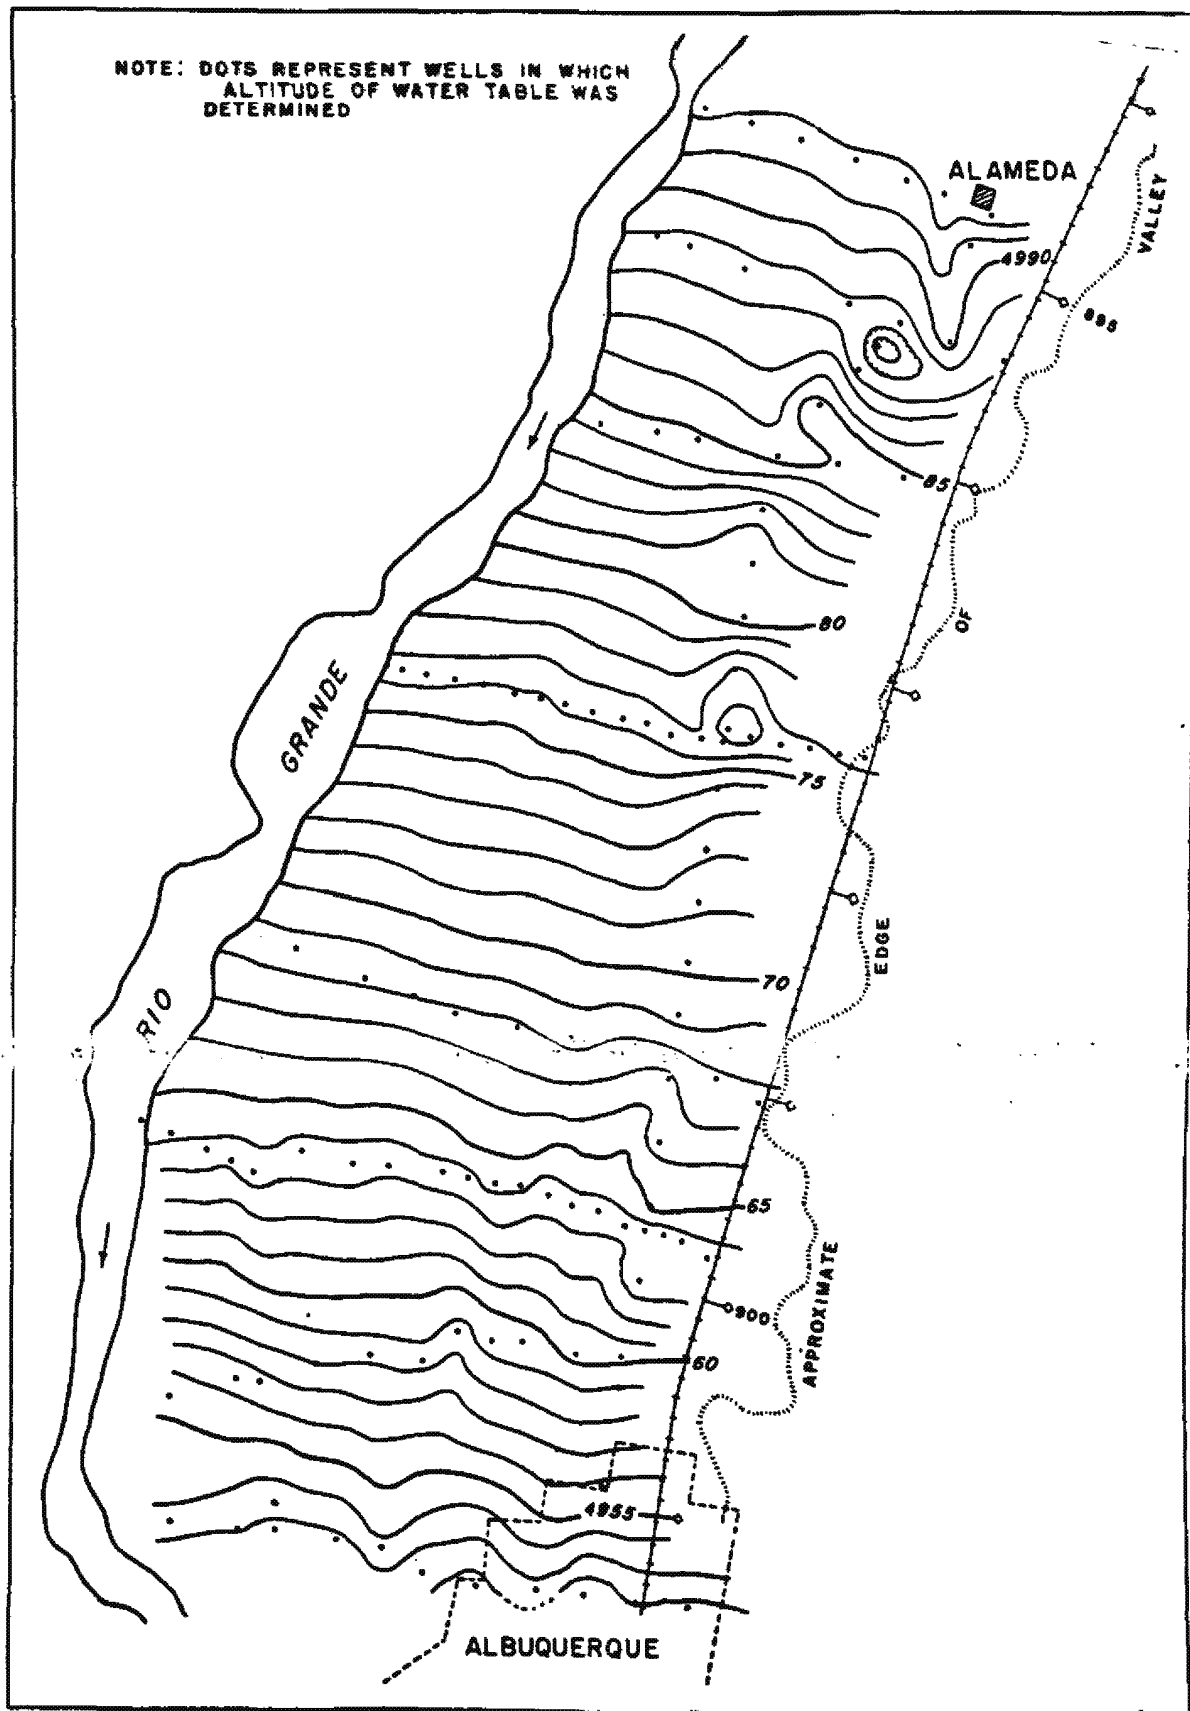 NOTE: DOTS REPRESENT WELLS IN WHICH
ALTITUDE OF WATER TABLE WAS
DETERMINED
ALAMEDA
VALLEY
4990
895
85
OF
80
GRANDE
75
EDGE
70
RIO
65
APPROXIMATE
900
60
4955
ALBUQUERQUE